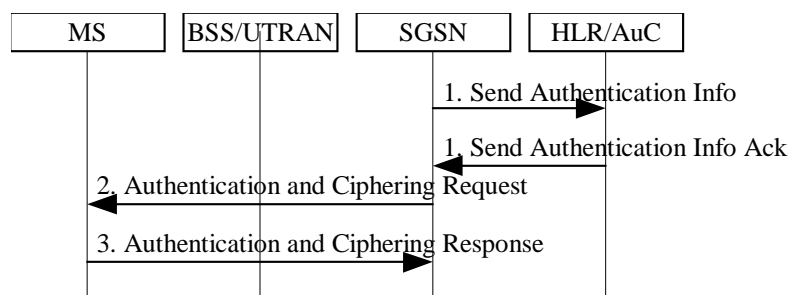 MS BSS/UTRAN SGSN HLR/AuC
1. Send Authentication Info
1. Send Authentication Info Ack
2. Authentication and Ciphering Request
3. Authentication and Ciphering Response